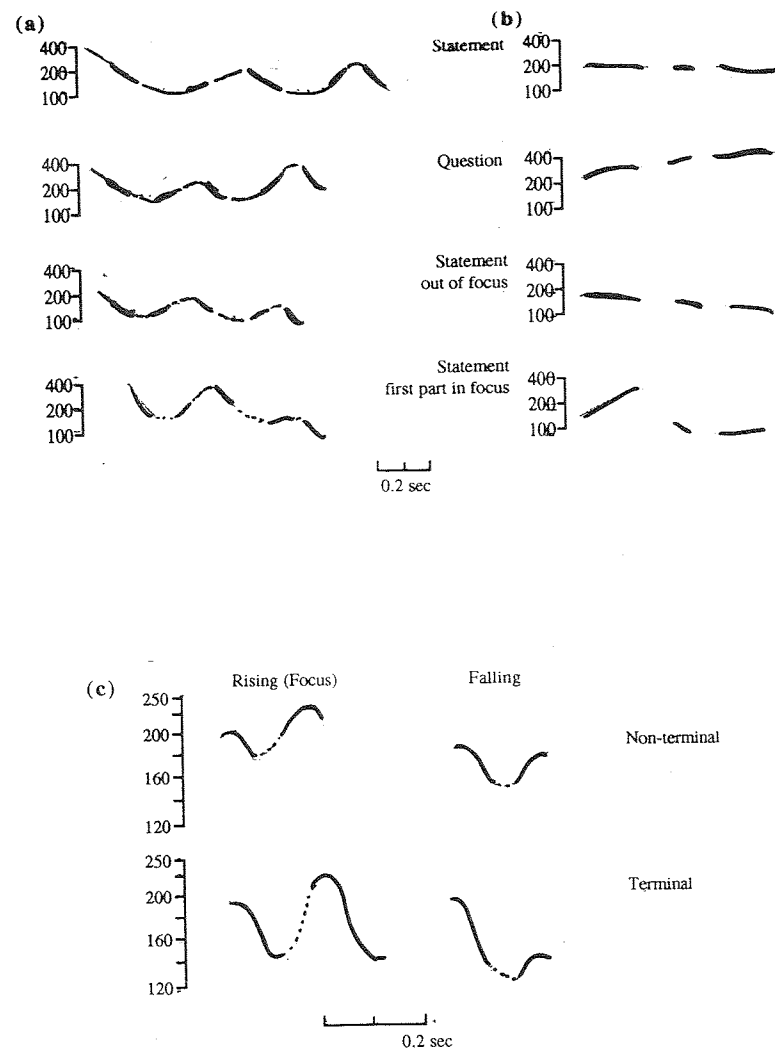 (a)
400
200
100
400
200
100
400
200
100
400
200
100
Statement
Question
Statement
out of focus
Statement
first part in focus
0.2 sec
(b)
400
200
100
400
200
100
400
200
100
400
200
100
(c)
Rising (Focus)
Falling
250
200
160
120
Non-terminal
250
200
160
120
Terminal
0.2 sec